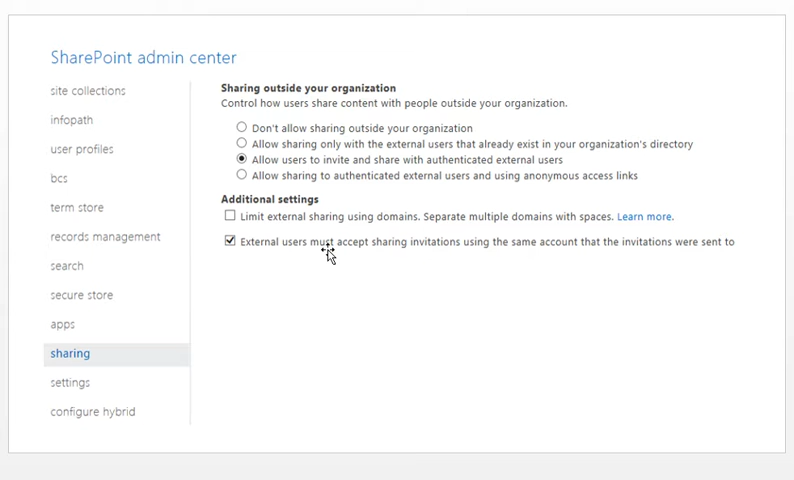 SharePoint admin center
site collections
infopath
user profiles
bcs
term store
records management
search
secure store
apps
sharing
settings
configure hybrid
Sharing outside your organization
Control how users share content with people outside your organization.
Don't allow sharing outside your organization
Allow sharing only with the external users that already exist in your organization's directory
Allow users to invite and share with authenticated external users
Allow sharing to authenticated external users and using anonymous access links
Additional settings
Limit external sharing using domains. Separate multiple domains with spaces. Learn more.
External users must accept sharing invitations using the same account that the invitations were sent to